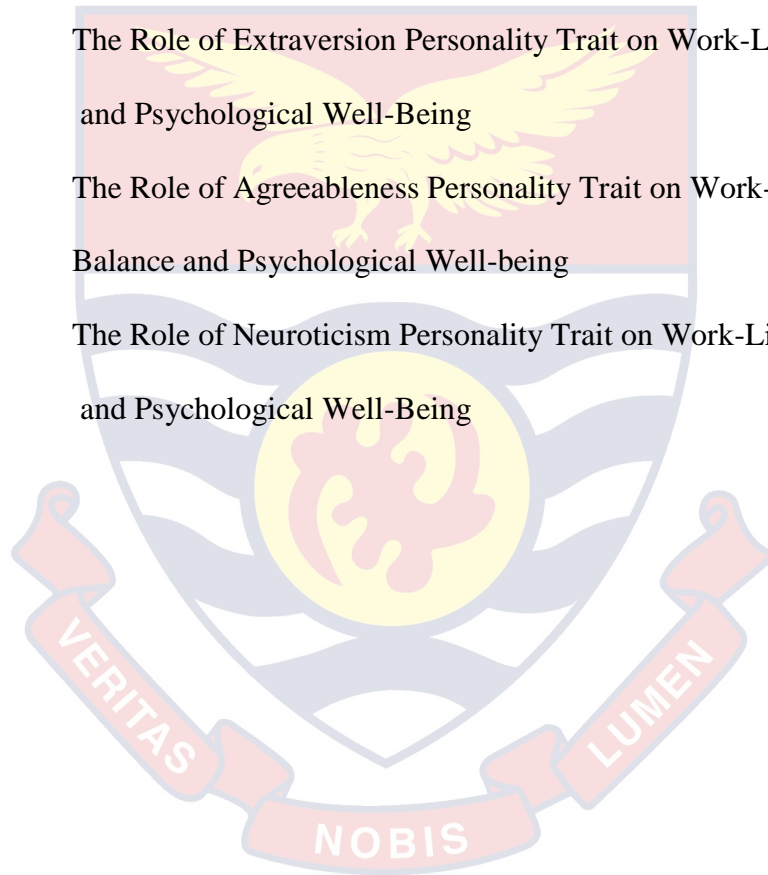 The Role of Extraversion Personality Trait on Work-L
and Psychological Well-Being
The Role of Agreeableness Personality Trait on Work-
Balance and Psychological Well-being
The Role of Neuroticism Personality Trait on Work-Li
and Psychological Well-Being
VERITAS
NOBIS
LUMEN